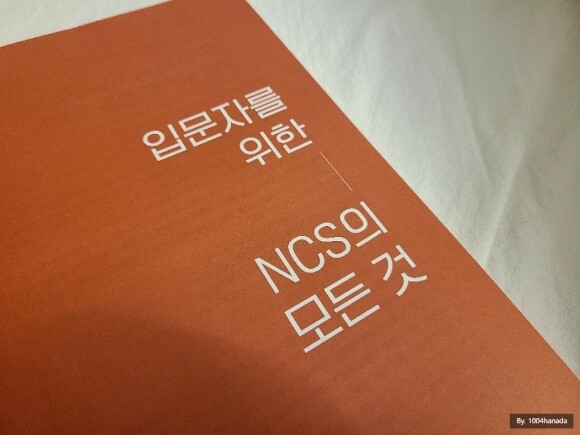 입문자를
위한
NCS의
모든 것
By 1004hanada